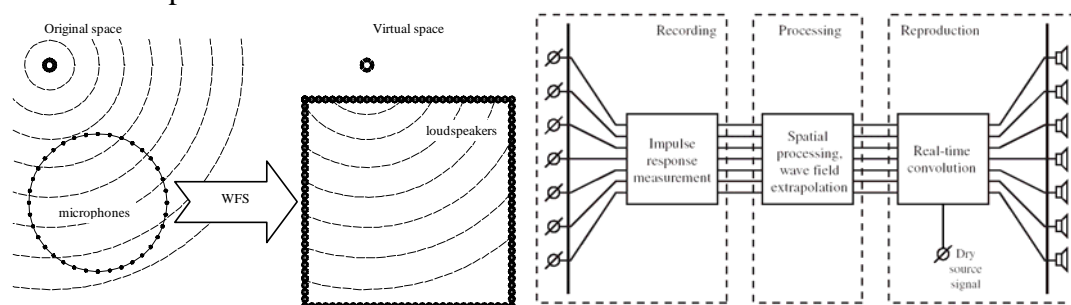 Original space
Virtual space
loudspeakers
microphones
WFS
Recording
Processing
Reproduction
Impulse
response
measurement
Spatial
processing,
wave field
extrapolation
Real-time
convolution
Dry
source
signal